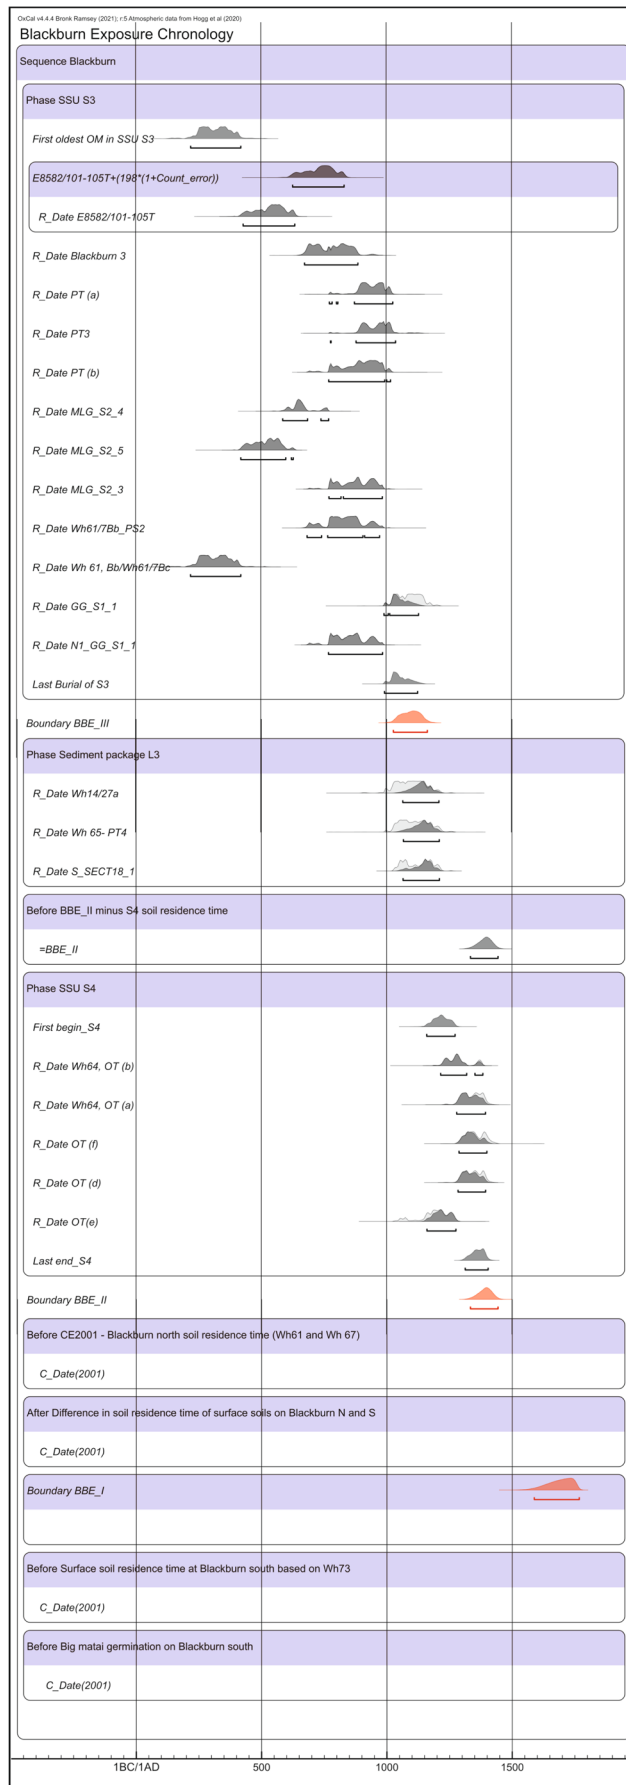 OxCal v4.4.4 Bronk Ramsey (2021); r:5 Atmospheric data from Hogg et al (2020)
Blackburn Exposure Chronology
Sequence Blackburn
Phase SSU S3
First oldest OM in SSU S3
E8582/101-105T+(198*(1+Count_error))
R_Date E8582/101-105T
R_Date Blackburn 3
R_Date PT (a)
R_Date PT3
R_Date PT (b)
R_Date MLG_S2_4
R_Date MLG_S2_5
R_Date MLG_S2_3
R_Date Wh61/7Bb_PS2
R_Date Wh 61, Bb/Wh61/7Bc
R_Date GG_S1_1
R_Date N1_GG_S1_1
Last Burial of S3
Boundary BBE_III
Phase Sediment package L3
R_Date Wh14/27a
R_Date Wh 65- PT4
R_Date S_SECT18_1
Before BBE_II minus S4 soil residence time
=BBE_II
Phase SSU S4
First begin_S4
R_Date Wh64, OT (b)
R_Date Wh64, OT (a)
R_Date OT (f)
R_Date OT (d)
R_Date OT(e)
Last end_S4
Boundary BBE_II
Before CE2001 - Blackburn north soil residence time (Wh61 and Wh 67)
C_Date(2001)
After Difference in soil residence time of surface soils on Blackburn N and S
C_Date(2001)
Boundary BBE_I
Before Surface soil residence time at Blackburn south based on Wh73
C_Date(2001)
Before Big matai germination on Blackburn south
C_Date(2001)
1BC/1AD 500 1000 1500